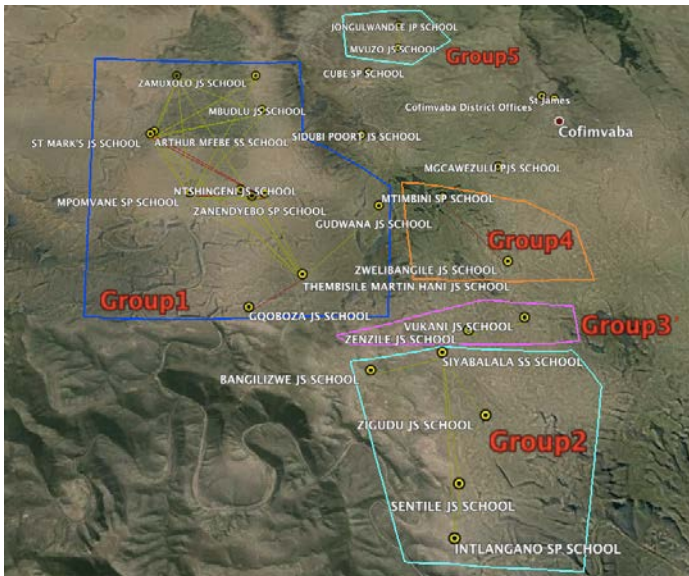 JONGULWANDLE JP SCHOOL
MVUZO JS SCHOOL
Group5
CUBE SP SCHOOL
ZAMUXOLO JS SCHOOL
MBUDLU JS SCHOOL
St James
Cofimvaba District Offices
Cofimvaba
ST MARK'S JS SCHOOL
ARTHUR MFEBE SS SCHOOL
SIDUBI POORT JS SCHOOL
MGCAWEZULU PJS SCHOOL
NTSHINGENI JS SCHOOL
MPOMVANE SP SCHOOL
ZANENDYEBO SP SCHOOL
MTIMBINI SP SCHOOL
GUDWANA JS SCHOOL
Group4
ZWELIBANGILE JS SCHOOL
THEMBISILE MARTIN HANI JS SCHOOL
Group1
GQOBOZA JS SCHOOL
Group3
VUKANI JS SCHOOL
ZENZILE JS SCHOOL
SIYABALALA SS SCHOOL
BANGILIZWE JS SCHOOL
ZIGUDU JS SCHOOL
Group2
SENTILE JS SCHOOL
INTLANGANO SP SCHOOL